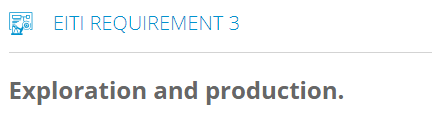 EITI REQUIREMENT 3
Exploration and production.